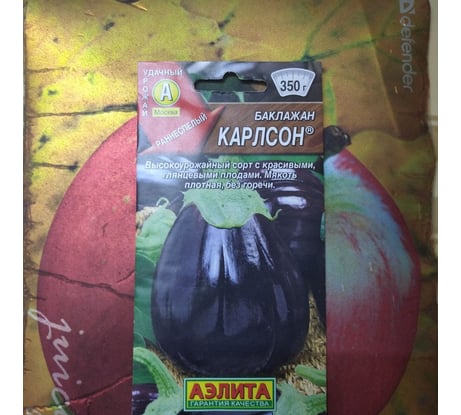 УДАЧНЫЙ
УРОЖАЙ
А
Москва
РАННЕСПЕЛЫЙ
350 г
БАКЛАЖАН
КАРЛСОН®
Высокоурожайный сорт с красивыми,
глянцевыми плодами. Мякоть
плотная, без горечи.
АЭЛИТА
ГАРАНТИЯ КАЧЕСТВА
defender